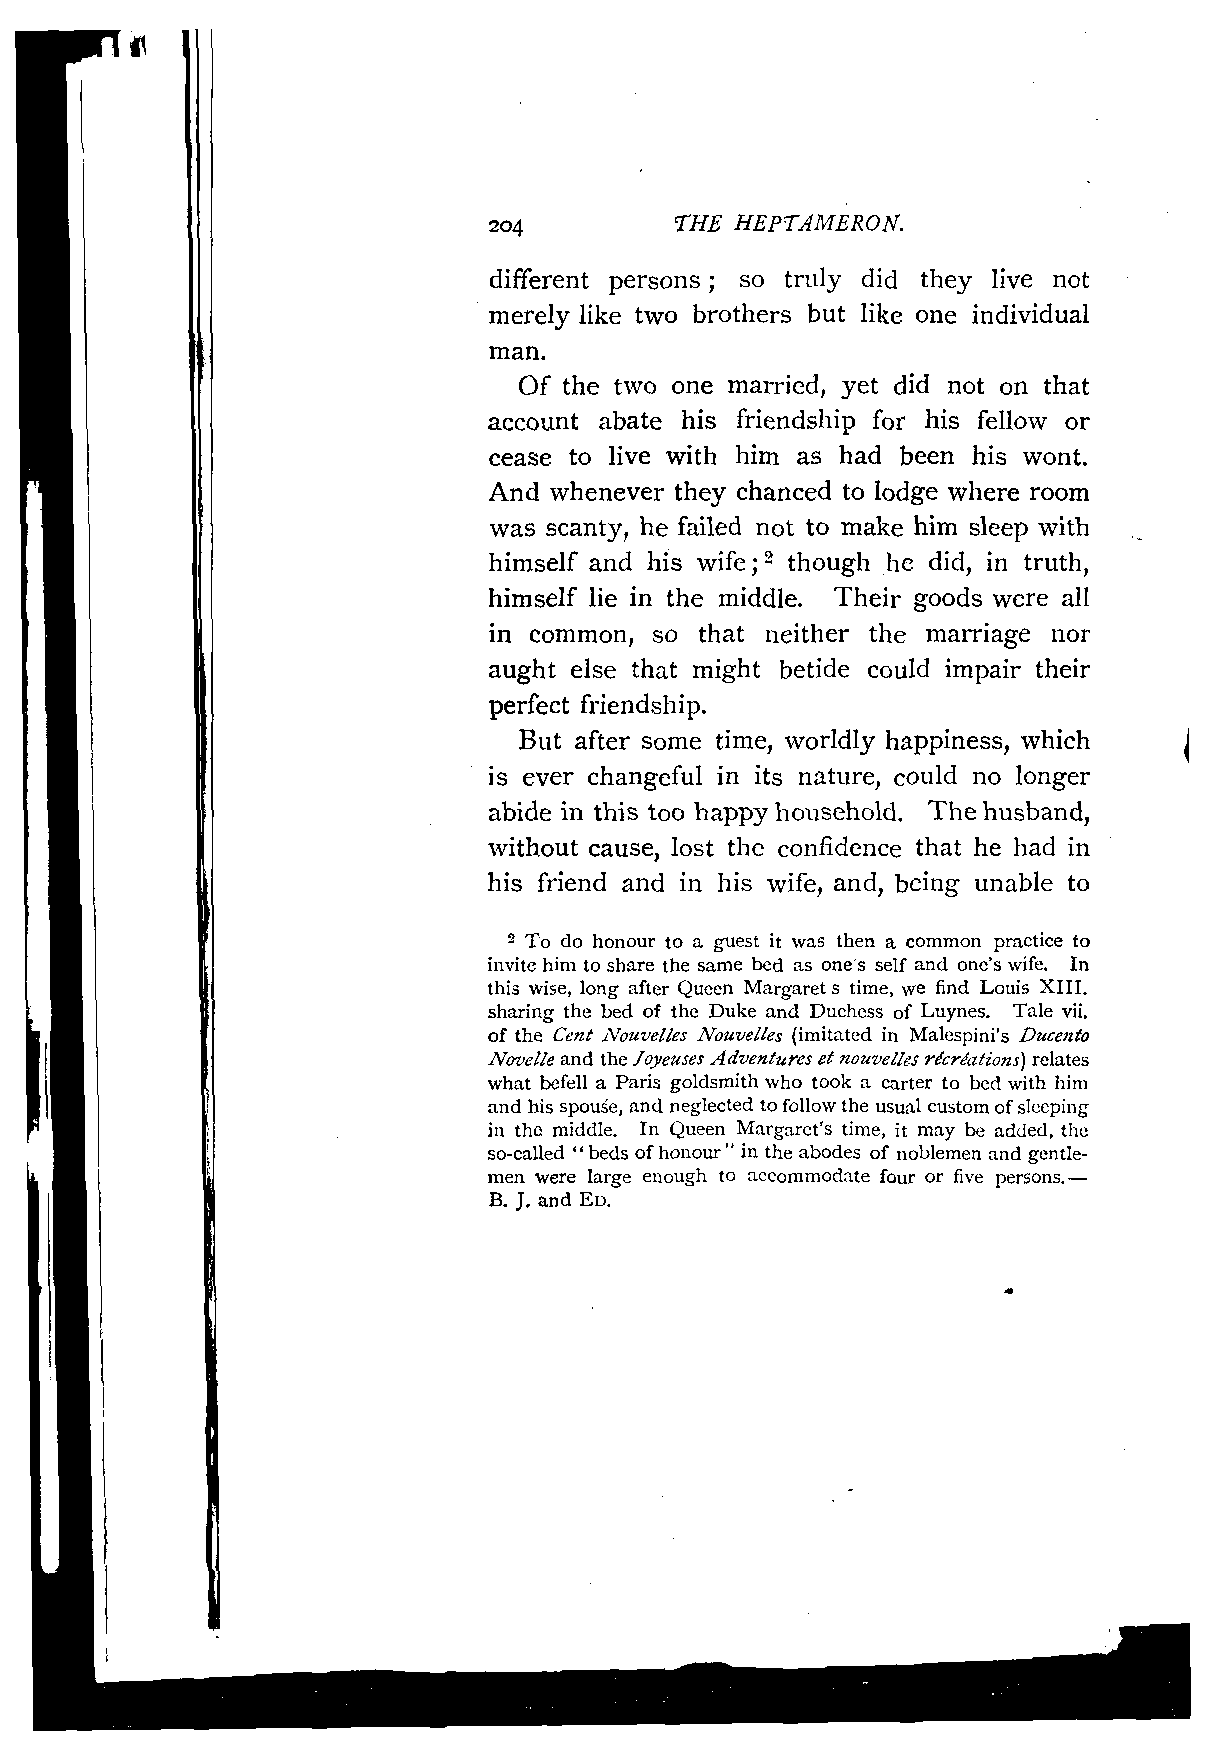 204 THE HEPTAMERON.
different persons; so truly did they live not
merely like two brothers but like one individual
man.
Of the two one married, yet did not on that
account abate his friendship for his fellow or
cease to live with him as had been his wont.
And whenever they chanced to lodge where room
was scanty, he failed not to make him sleep with
himself and his wife;² though he did, in truth,
himself lie in the middle. Their goods were all
in common, so that neither the marriage nor
aught else that might betide could impair their
perfect friendship.
But after some time, worldly happiness, which
is ever changeful in its nature, could no longer
abide in this too happy household. The husband,
without cause, lost the confidence that he had in
his friend and in his wife, and, being unable to
² To do honour to a guest it was then a common practice to
invite him to share the same bed as one's self and one's wife. In
this wise, long after Queen Margaret s time, we find Louis XIII.
sharing the bed of the Duke and Duchess of Luynes. Tale vii.
of the Cent Nouvelles Nouvelles (imitated in Malespini's Ducento
Novelle and the Joyeuses Adventures et nouvelles récréations) relates
what befell a Paris goldsmith who took a carter to bed with him
and his spouse, and neglected to follow the usual custom of sleeping
in the middle. In Queen Margaret's time, it may be added, the
so-called "beds of honour" in the abodes of noblemen and gentle-
men were large enough to accommodate four or five persons.—
B. J. and ED.